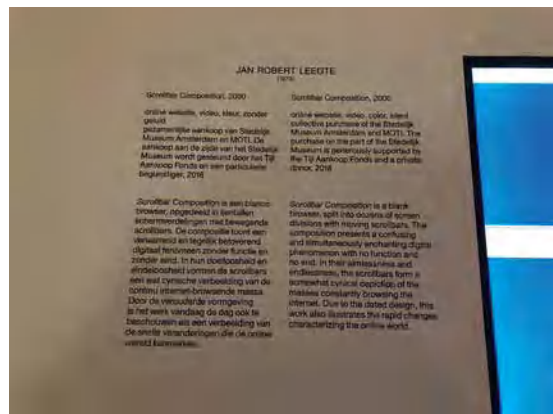 JAN ROBERT LEEGTE
(1973)
Scrollbar Composition, 2000
online website, video, kleur, zonder
geluid
gezamenlijke aankoop van Stedelijk
Museum Amsterdam en MOTI. De
aankoop aan de zijde van het Stedelijk
Museum wordt gesteund door het Tijl
Aankoop Fonds en een particuliere
begunstiger, 2016
Scrollbar Composition is een blanco
browser, opgedeeld in tientallen
schermverdelingen met bewegende
scrollbars. De compositie toont een
verwarrend en tegelijk betoverend
digitaal fenomeen zonder functie en
zonder eind. In hun doelloosheid en
eindeloosheid vormen de scrollbars
een wat cynische verbeelding van de
continu internet-browsende massa.
Door de verouderde vormgeving
is het werk vandaag de dag ook te
beschouwen als een verbeelding van
de snelle veranderingen die de online
wereld kenmerken.
Scrollbar Composition, 2000
online website, video, color, silent
collective purchase of the Stedelijk
Museum Amsterdam and MOTI. The
purchase on the part of the Stedelijk
Museum is generously supported by
the Tijl Aankoop Fonds and a private
donor, 2016
Scrollbar Composition is a blank
browser, split into dozens of screen
divisions with moving scrollbars. The
composition presents a confusing
and simultaneously enchanting digital
phenomenon with no function and
no end. In their aimlessness and
endlessness, the scrollbars form a
somewhat cynical depiction of the
masses constantly browsing the
internet. Due to the dated design, this
work also illustrates the rapid changes
characterizing the online world.